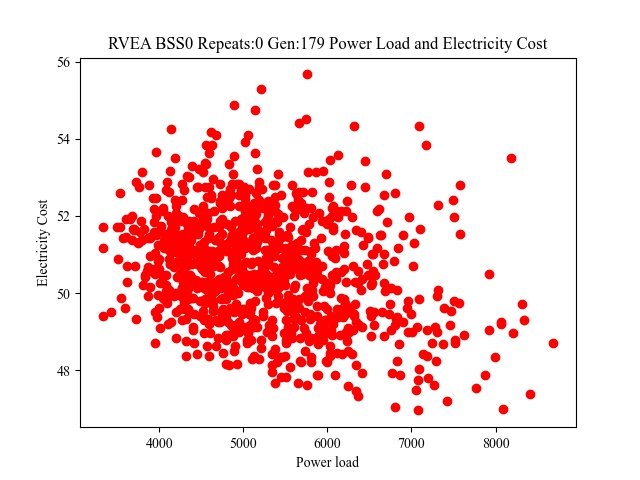 RVEA BSS0 Repeats:0 Gen:179 Power Load and Electricity Cost
56
54
52
50
48
Electricity Cost
4000 5000 6000 7000 8000
Power load